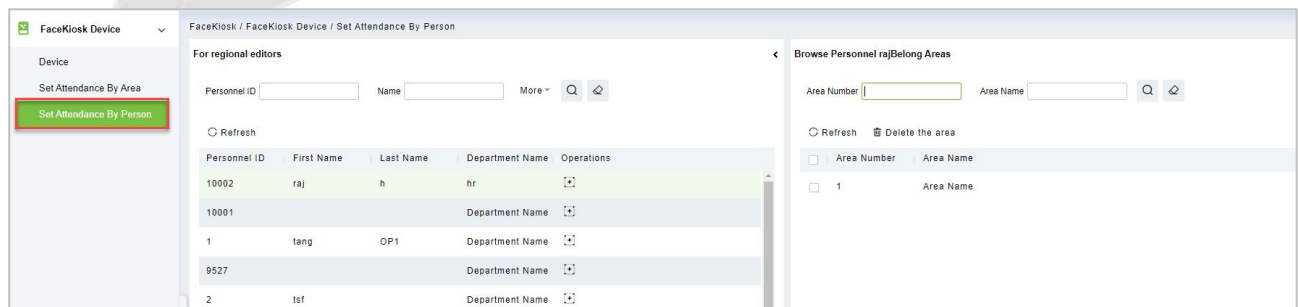 FaceKiosk Device
Device
Set Attendance By Area
Set Attendance By Person
FaceKiosk / FaceKiosk Device / Set Attendance By Person
For regional editors
Personnel ID Name More
Refresh
Personnel ID First Name Last Name Department Name Operations
10002 raj h hr
10001 Department Name
1 tang OP1 Department Name
9527 Department Name
2 tsf Department Name
Browse Personnel rajBelong Areas
Area Number Area Name
Refresh Delete the area
Area Number Area Name
1 Area Name